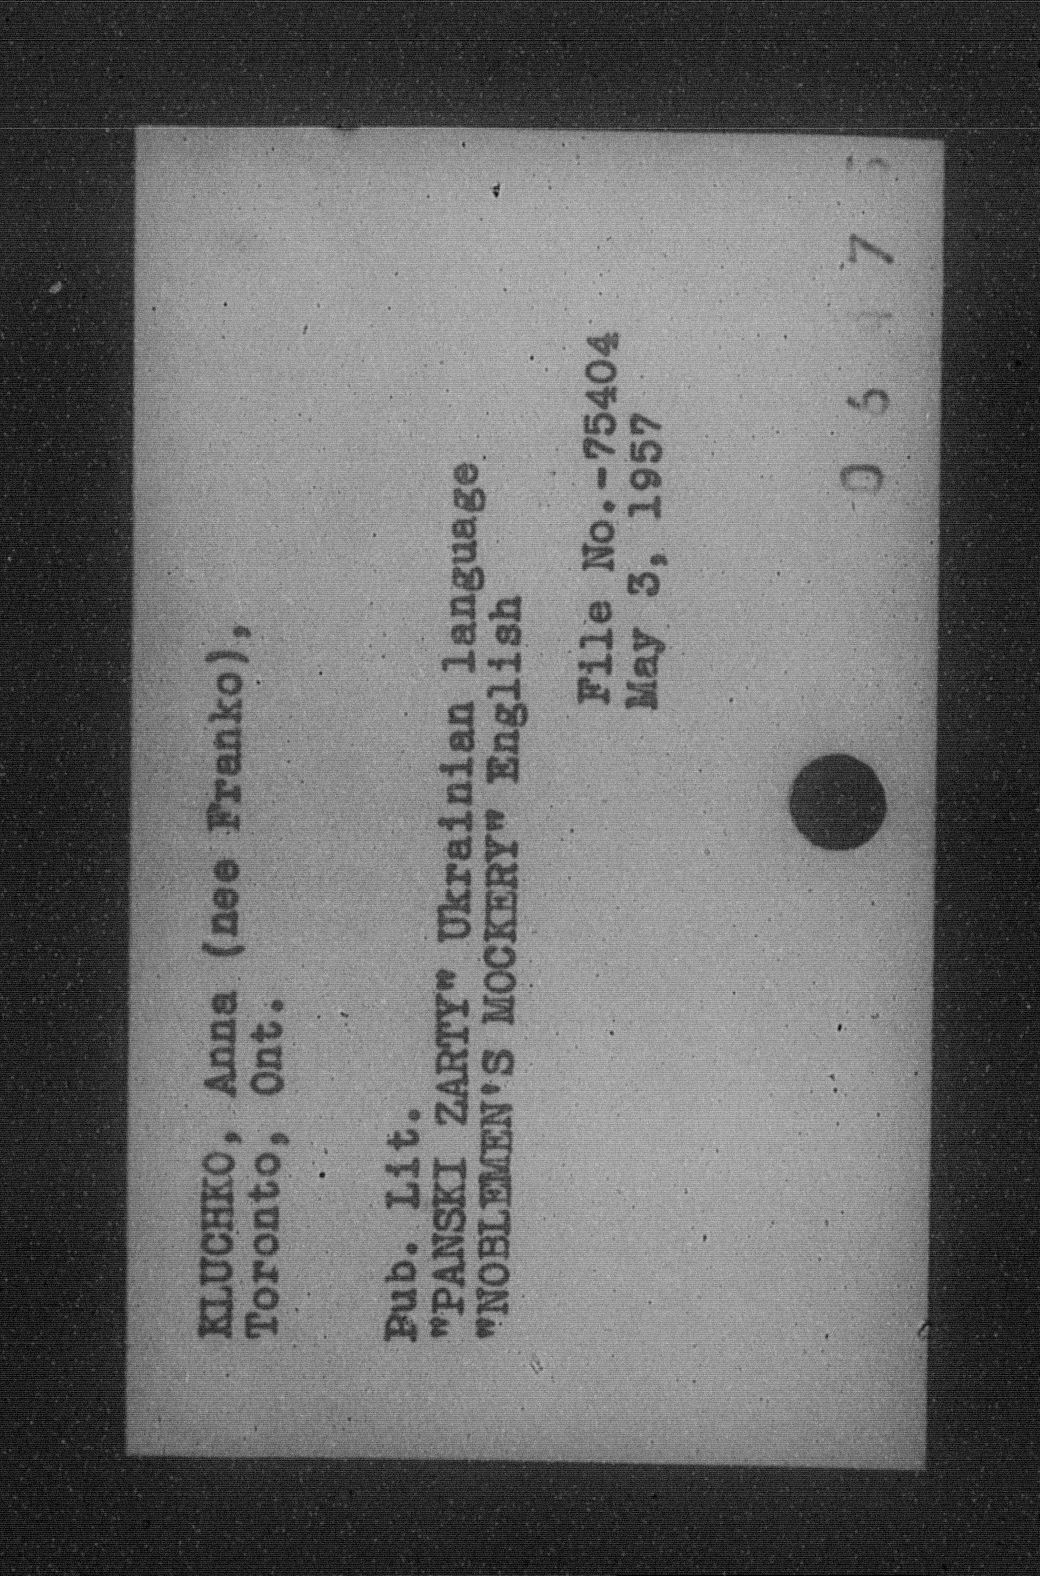 KLUCHKO, Anna (nee Franko),
Toronto, Ont.
Pub. Lit.
"PANSKI ZARTY" Ukrainian language
"NOBLEMEN'S MOCKERY" English
File No.-75404
May 3, 1957